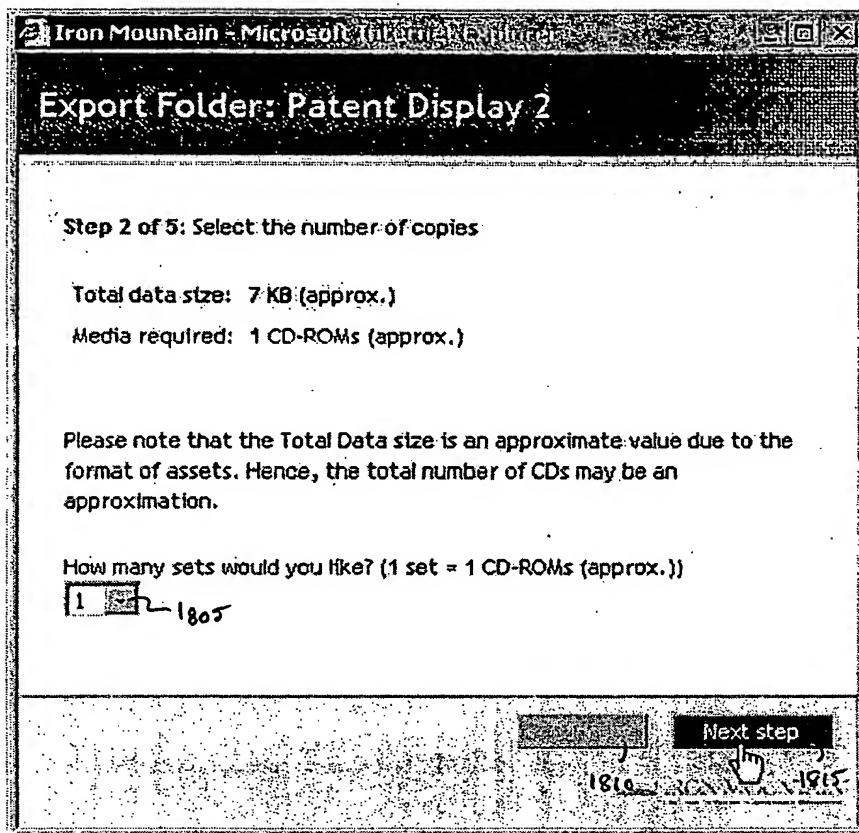 Iron Mountain - Microsoft Internet Explorer
Export Folder: Patent Display 2
Step 2 of 5: Select the number of copies
Total data size: 7 KB (approx.)
Media required: 1 CD-ROMs (approx.)
Please note that the Total Data size is an approximate value due to the
format of assets. Hence, the total number of CDs may be an
approximation.
How many sets would you like? (1 set = 1 CD-ROMs (approx.))
1
1805
Next step
1810
1815